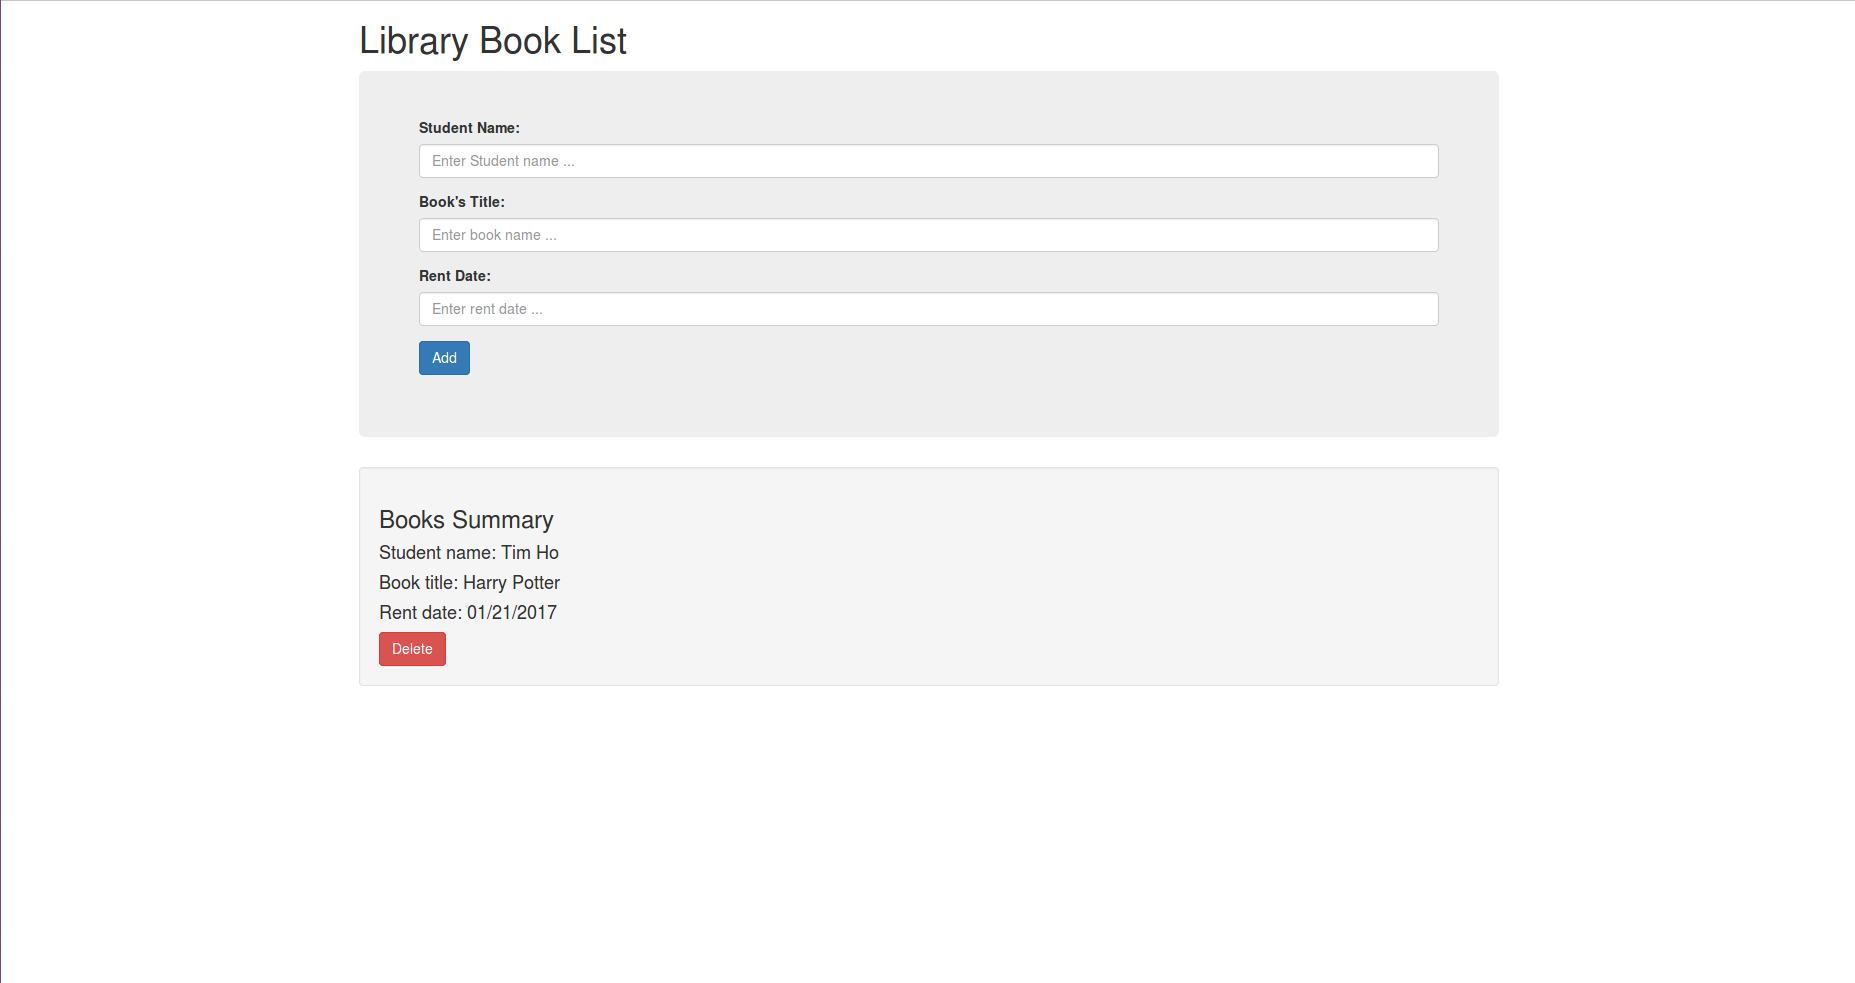 Library Book List
Student Name:
Enter Student name ...
Book's Title:
Enter book name ...
Rent Date:
Enter rent date ...
Add
Books Summary
Student name: Tim Ho
Book title: Harry Potter
Rent date: 01/21/2017
Delete